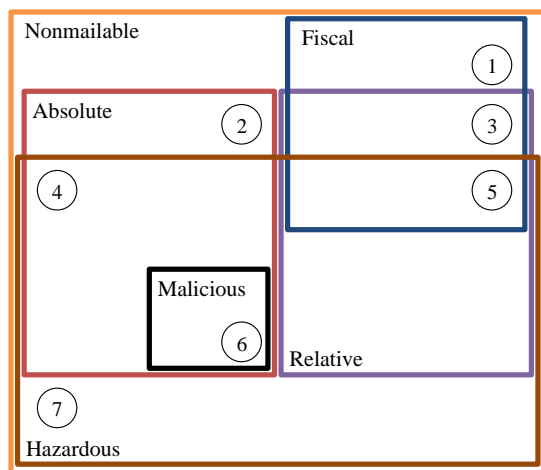 Nonmailable
Fiscal
1
Absolute
2
3
4
5
Malicious
6
Relative
7
Hazardous